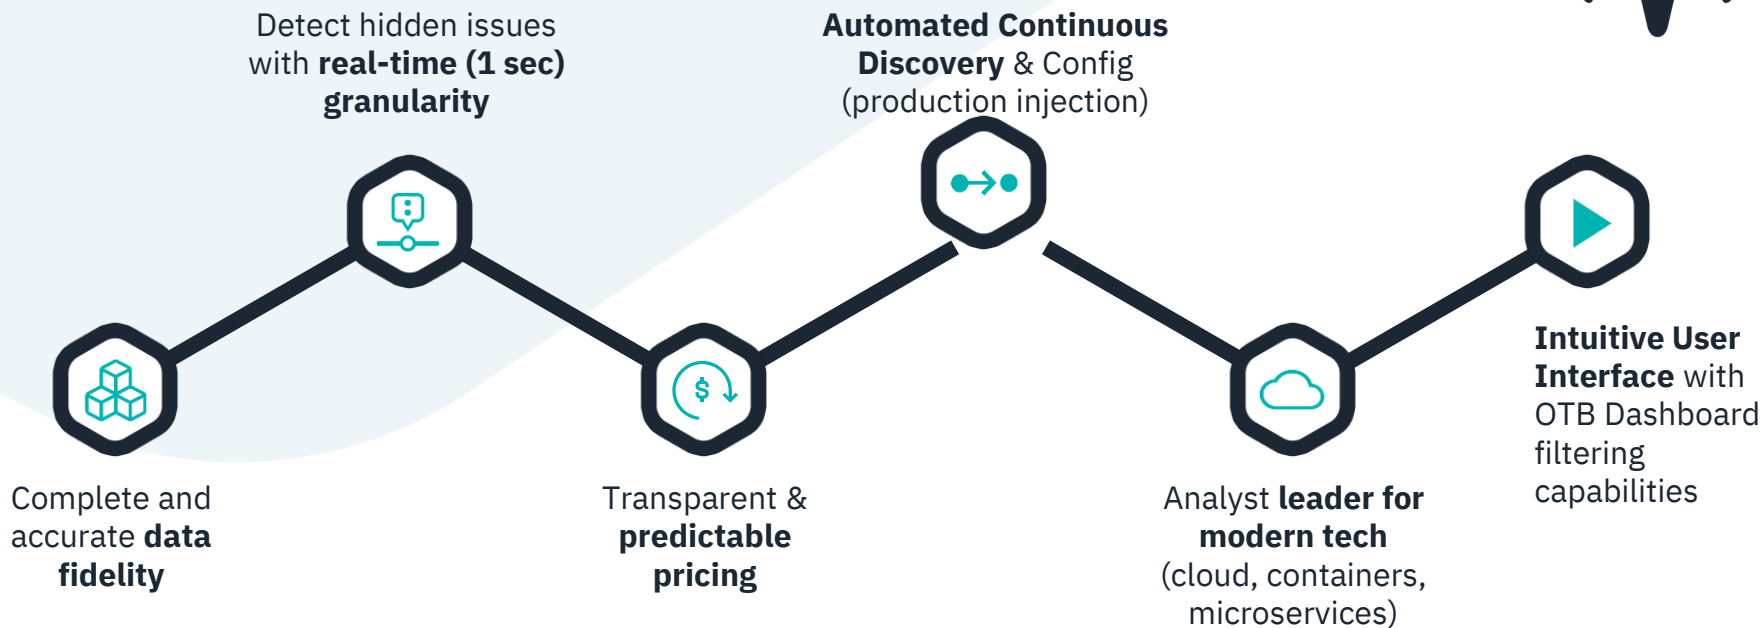 Detect hidden issues
with real-time (1 sec)
granularity
Automated Continuous
Discovery & Config
(production injection)
$
Complete and
accurate data
fidelity
Transparent &
predictable
pricing
Analyst leader for
modern tech
(cloud, containers,
microservices)
Intuitive User
Interface with
OTB Dashboard
filtering
capabilities